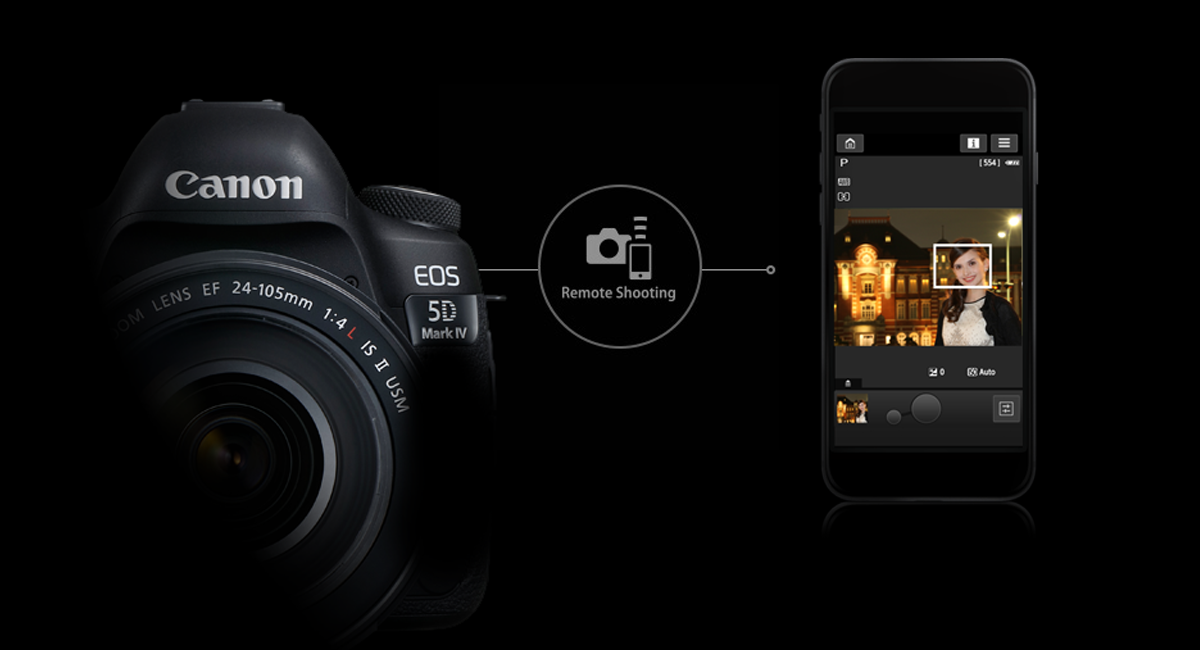 Canon
EOS
5D
Mark IV
ZOOM LENS EF 24-105mm 1:4 L IS II USM
Remote Shooting
P
[554]
0
Auto